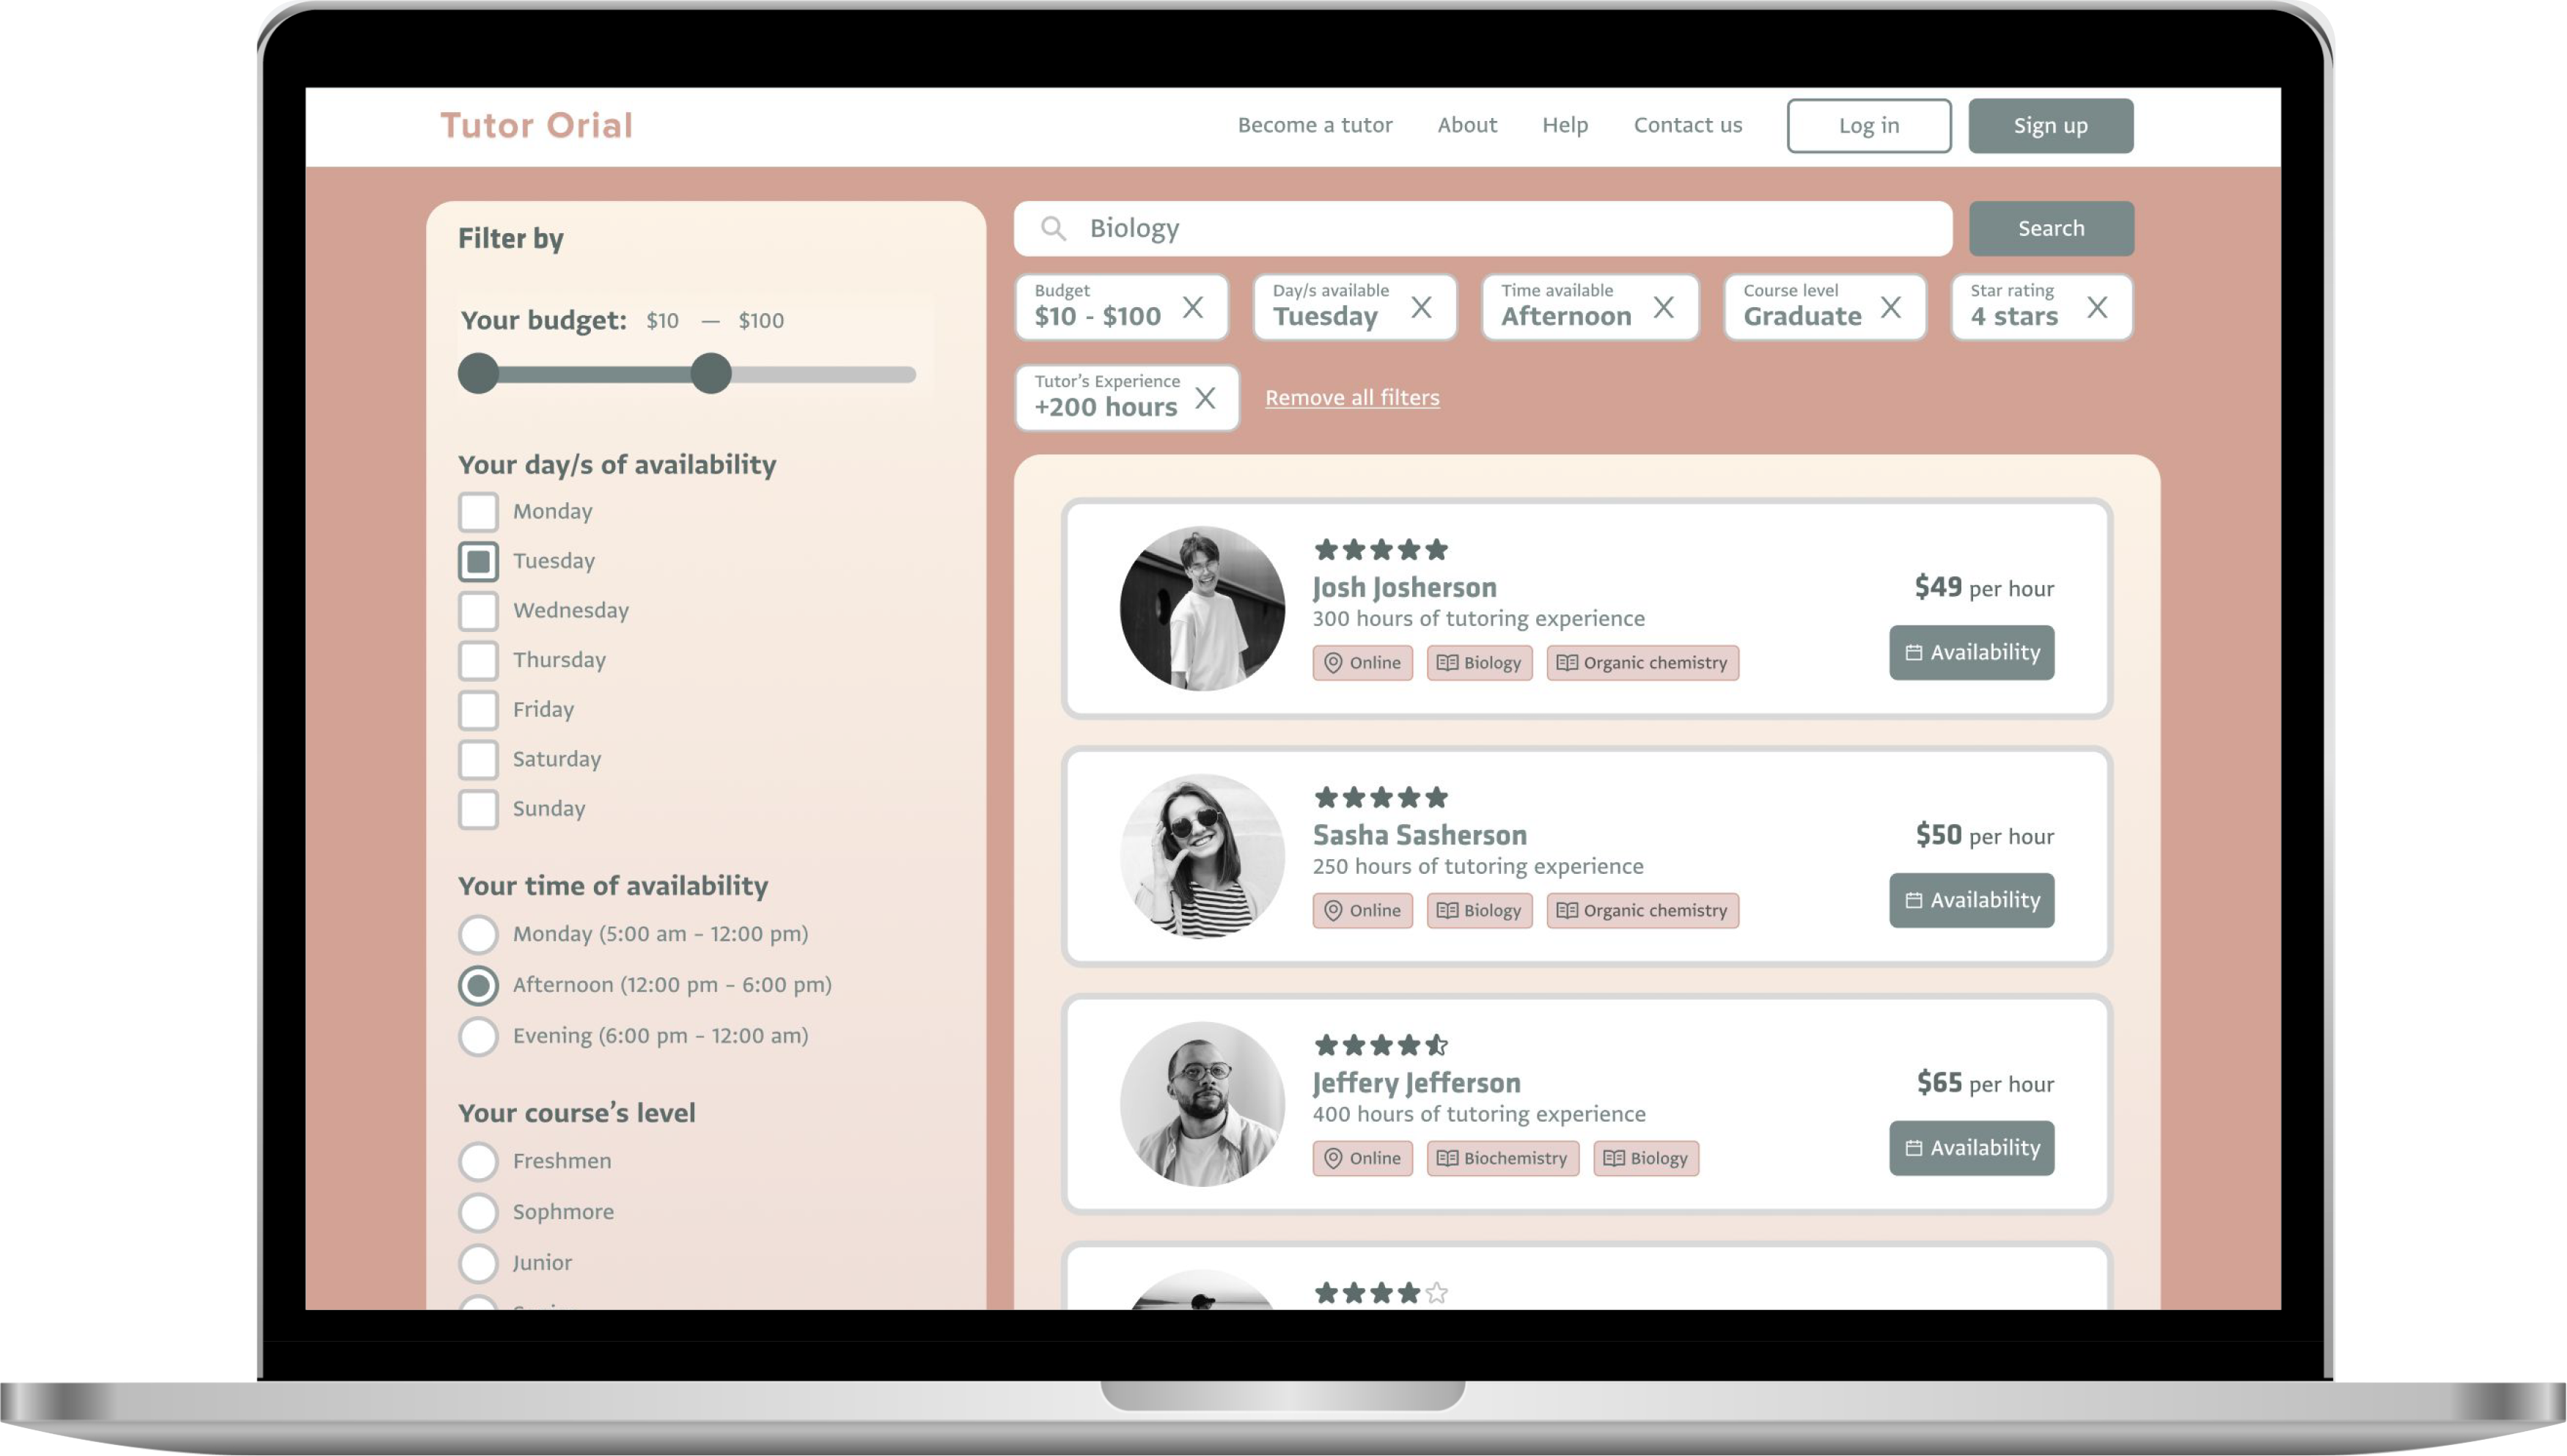 Tutor Orial
Become a tutor
About
Help
Contact us
Log in
Sign up
Filter by
Your budget: $10 — $100
Your day/s of availability
Monday
Tuesday
Wednesday
Thursday
Friday
Saturday
Sunday
Your time of availability
Monday (5:00 am - 12:00 pm)
Afternoon (12:00 pm - 6:00 pm)
Evening (6:00 pm - 12:00 am)
Your course’s level
Freshmen
Sophmore
Junior
Biology
Search
Budget
$10 - $100 X
Day/s available
Tuesday X
Time available
Afternoon X
Course level
Graduate X
Star rating
4 stars X
Tutor’s Experience
+200 hours X
Remove all filters
Josh Josherson
300 hours of tutoring experience
Online
Biology
Organic chemistry
$49 per hour
Availability
Sasha Sasherson
250 hours of tutoring experience
Online
Biology
Organic chemistry
$50 per hour
Availability
Jeffery Jefferson
400 hours of tutoring experience
Online
Biochemistry
Biology
$65 per hour
Availability